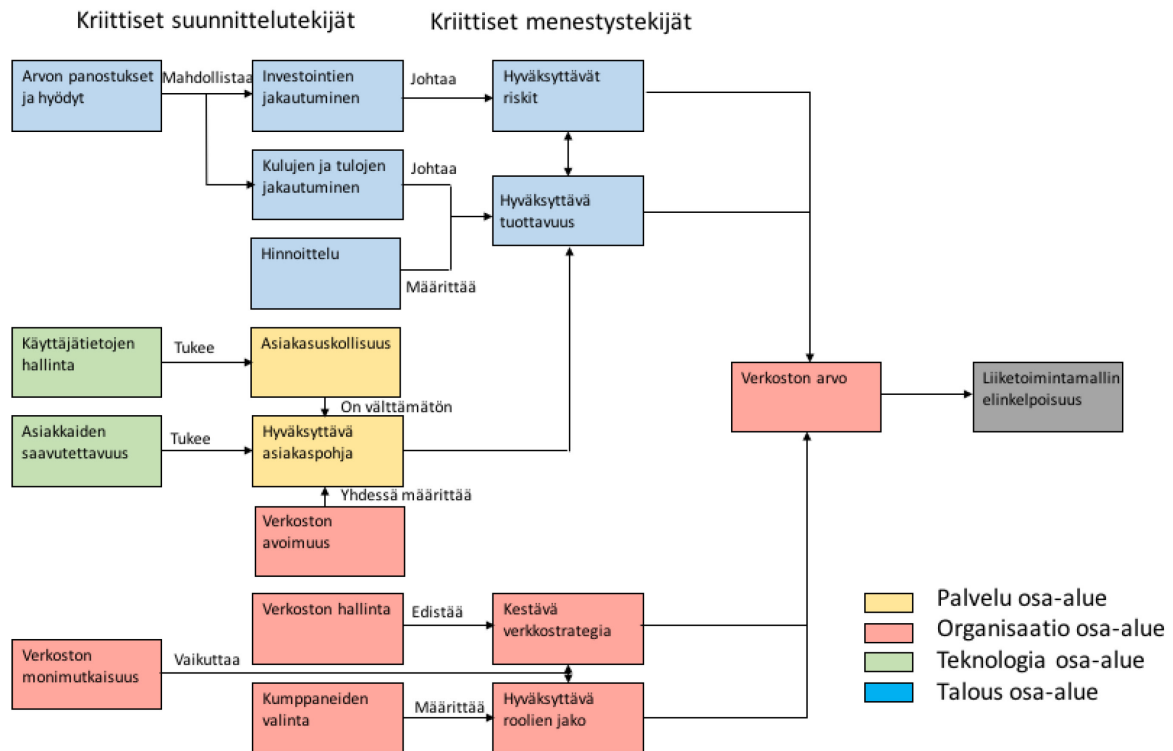 Kriittiset suunnittelutekijät
Kriittiset menestystekijät
Arvon panostukset
ja hyödyt
Mahdollistaa
Investointien
jakautuminen
Johtaa
Hyväksyttävät
riskit
Kulujen ja tulojen
jakautuminen
Johtaa
Hyväksyttävä
tuottavuus
Hinnoittelu
Määrittää
Käyttäjätietojen
hallinta
Tukee
Asiakasuskollisuus
On välttämätön
Asiakkaiden
saavutettavuus
Tukee
Hyväksyttävä
asiakaspohja
Yhdessä määrittää
Verkoston
avoimuus
Verkoston arvo
Liiketoimintamallin
elinkelpoisuus
Verkoston hallinta
Edistää
Kestävä
verkkostrategia
Verkoston
monimutkaisuus
Vaikuttaa
Kumppaneiden
valinta
Määrittää
Hyväksyttävä
roolien jako
Palvelu osa-alue
Organisaatio osa-alue
Teknologia osa-alue
Talous osa-alue